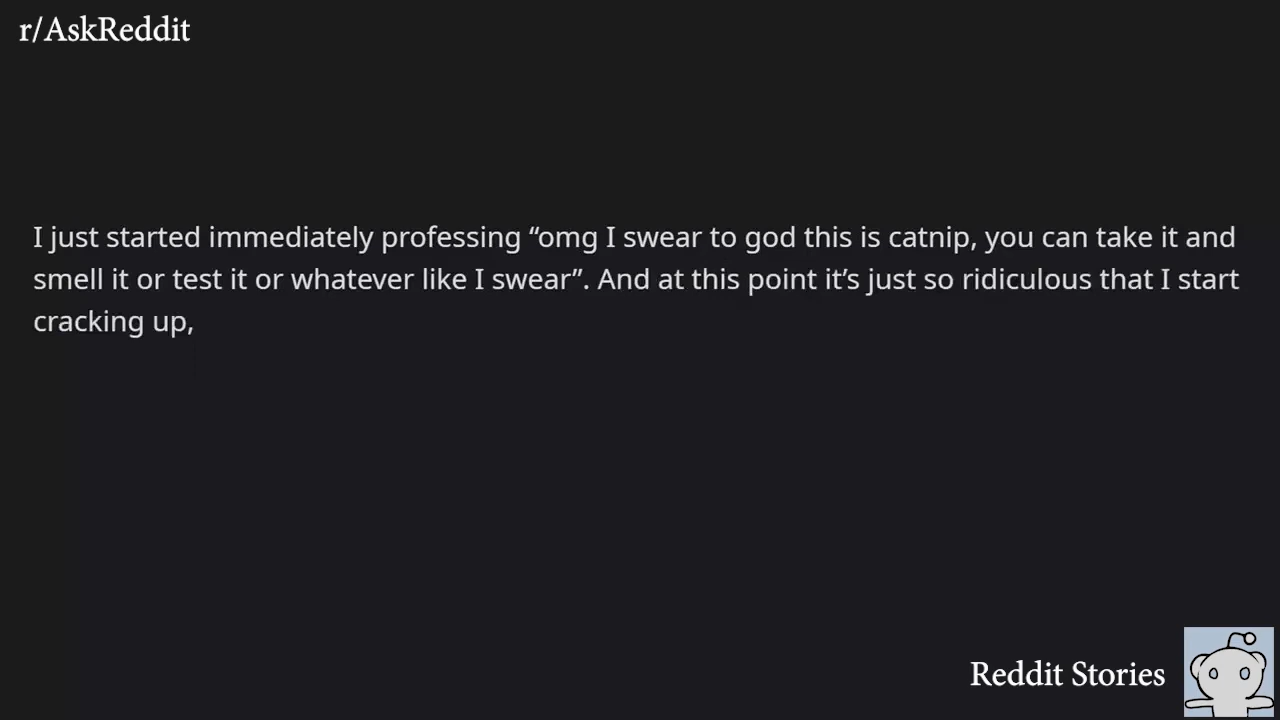 r/AskReddit
I just started immediately professing “omg I swear to god this is catnip, you can take it and
smell it or test it or whatever like I swear”. And at this point it’s just so ridiculous that I start
cracking up,
Reddit Stories